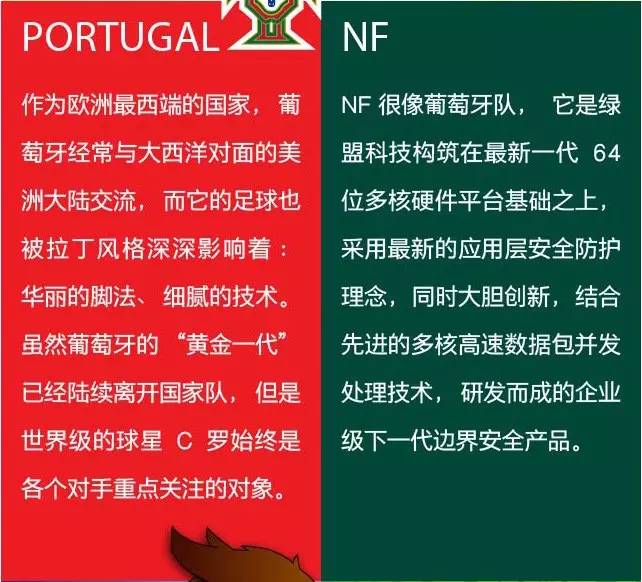 PORTUGAL
作为欧洲最西端的国家，葡
萄牙经常与大西洋对面的美
洲大陆交流，而它的足球也
被拉丁风格深深影响着：
华丽的脚法、细腻的技术。
虽然葡萄牙的“黄金一代”
已经陆续离开国家队，但是
世界级的球星 C 罗始终是
各个对手重点关注的对象。
NF
NF 很像葡萄牙队， 它是绿
盟科技构筑在最新一代 64
位多核硬件平台基础之上，
采用最新的应用层安全防护
理念，同时大胆创新，结合
先进的多核高速数据包并发
处理技术，研发而成的企业
级下一代边界安全产品。